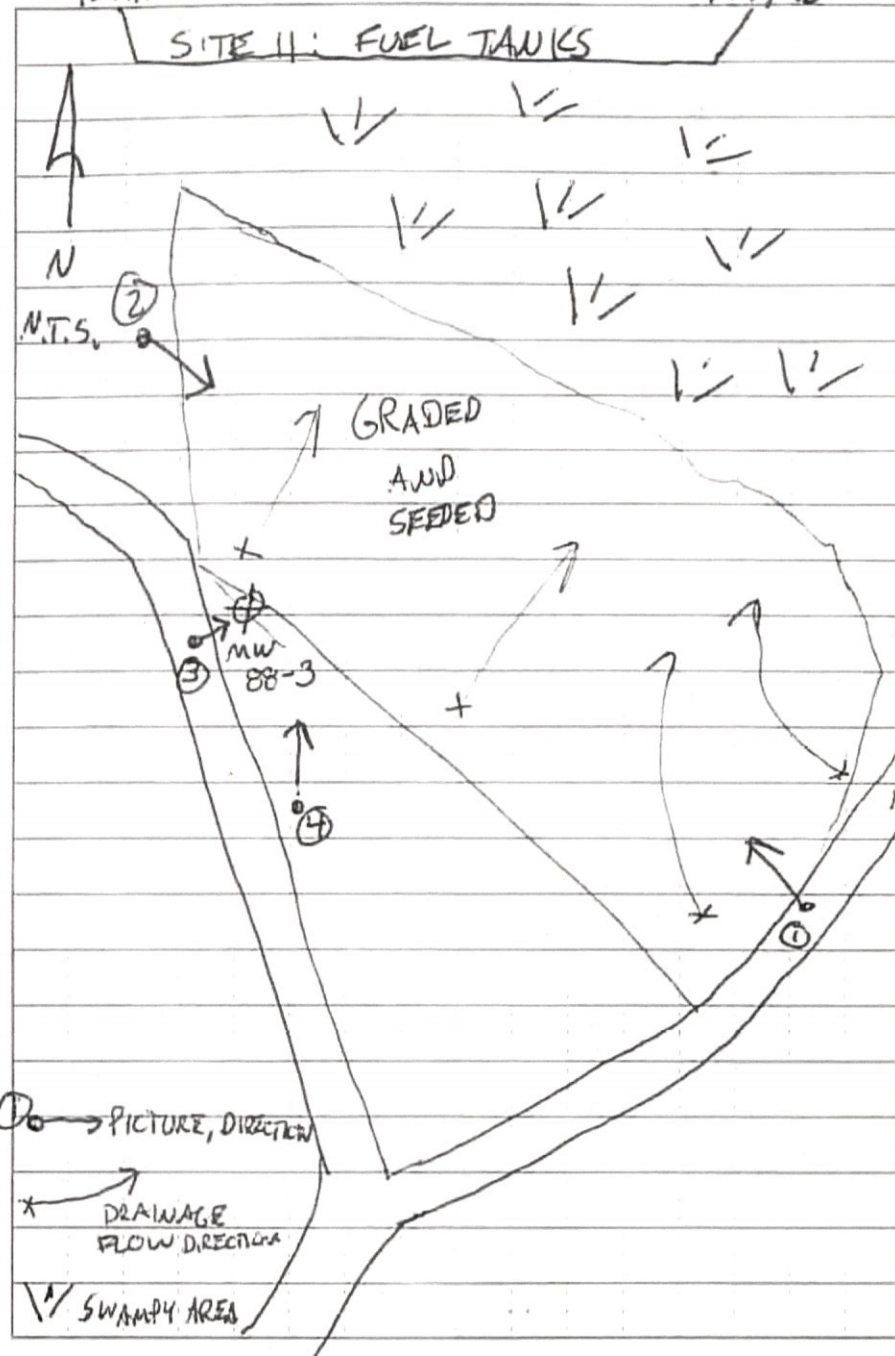 SITE 11: FUEL TANKS
N
N.T.S.
2
GRADED
AND
SEEDED
MW
88-3
3
4
1
1
PICTURE, DIRECTION
DRAINAGE
FLOW DIRECTION
SWAMPY AREA